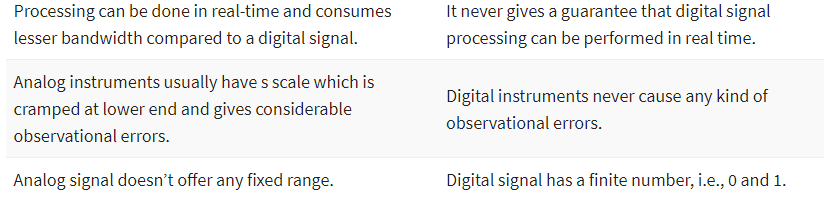 Processing can be done in real-time and consumes
lesser bandwidth compared to a digital signal.
It never gives a guarantee that digital signal
processing can be performed in real time.
Analog instruments usually have s scale which is
cramped at lower end and gives considerable
observational errors.
Digital instruments never cause any kind of
observational errors.
Analog signal doesn’t offer any fixed range.
Digital signal has a finite number, i.e., 0 and 1.